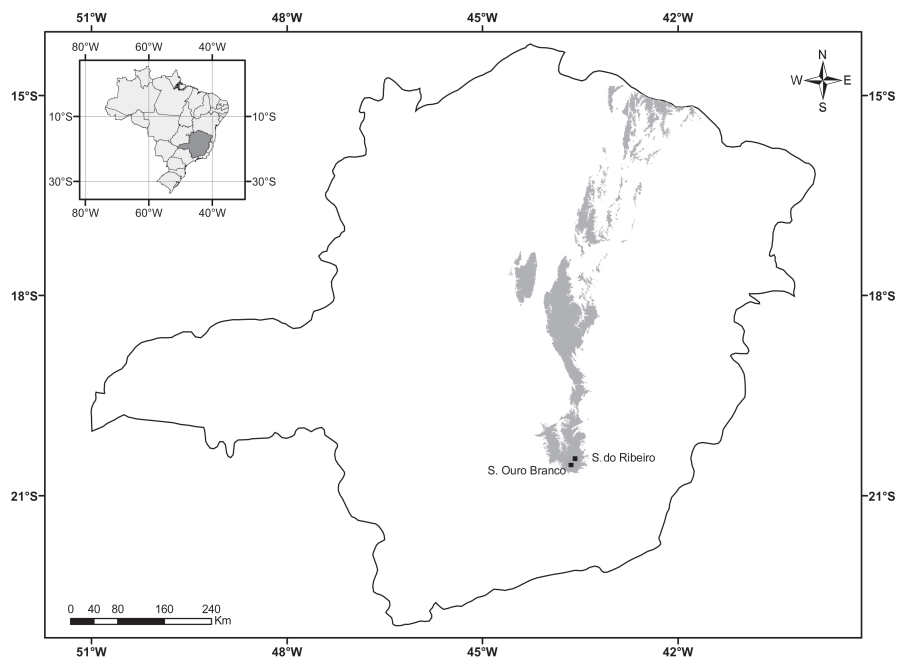 51°W 48°W 45°W 42°W
80°W 60°W 40°W
N
W E
S
15°S 15°S
10°S 10°S
30°S 30°S
80°W 60°W 40°W
18°S 18°S
S. do Ribeiro
S. Ouro Branco
21°S 21°S
0 40 80 160 240
Km
51°W 48°W 45°W 42°W